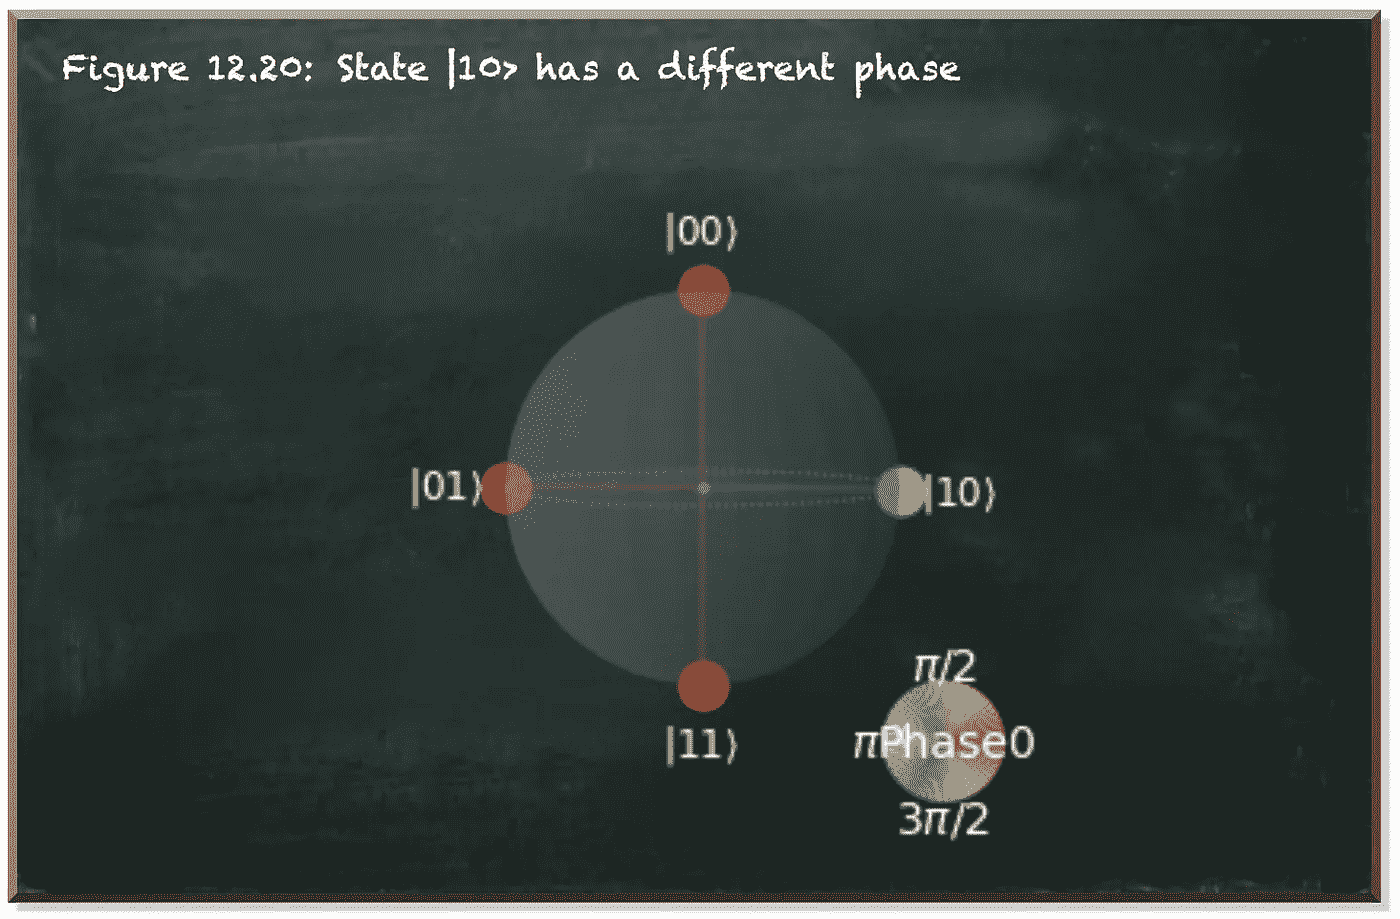 Figure 12.20: State |10> has a different phase
|00⟩
|01⟩
|10⟩
|11⟩
π/2
πPhase0
3π/2